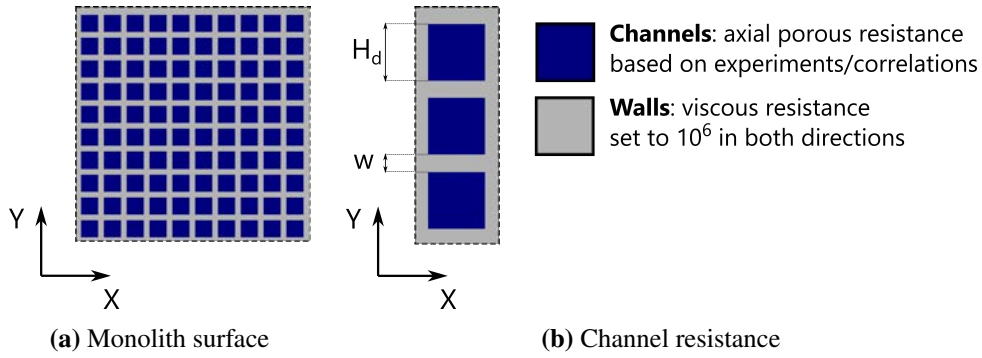 Y
X
(a) Monolith surface
H_d
w
Y
X
(b) Channel resistance
Channels: axial porous resistance
based on experiments/correlations
Walls: viscous resistance
set to 10^6 in both directions